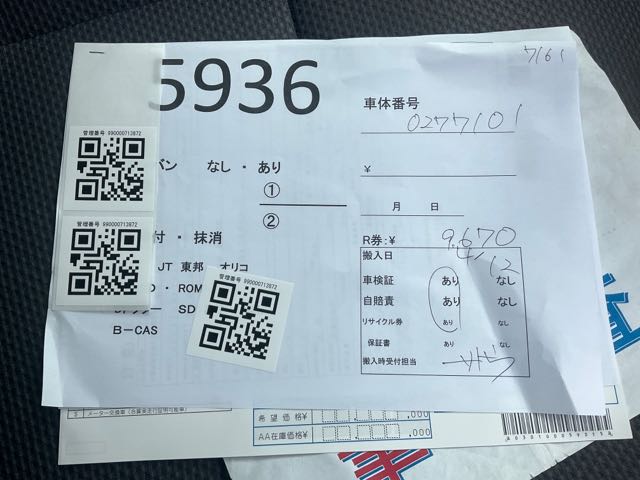 7161
5936
車体番号
0277101
管理番号 990000713872
バン なし・あり
¥
①
②
月 日
管理番号 990000713872
付・抹消
R券:¥ 9,670
搬入日
12
JT 東邦 オリコ
車検証 あり なし
管理番号 990000713872
・ROM
自賠責 あり なし
SD
リサイクル券 あり なし
B-CAS
保証書 あり なし
搬入時受付担当
メーター交換車
希望価格¥ ,000
AA在庫価格¥ ,000